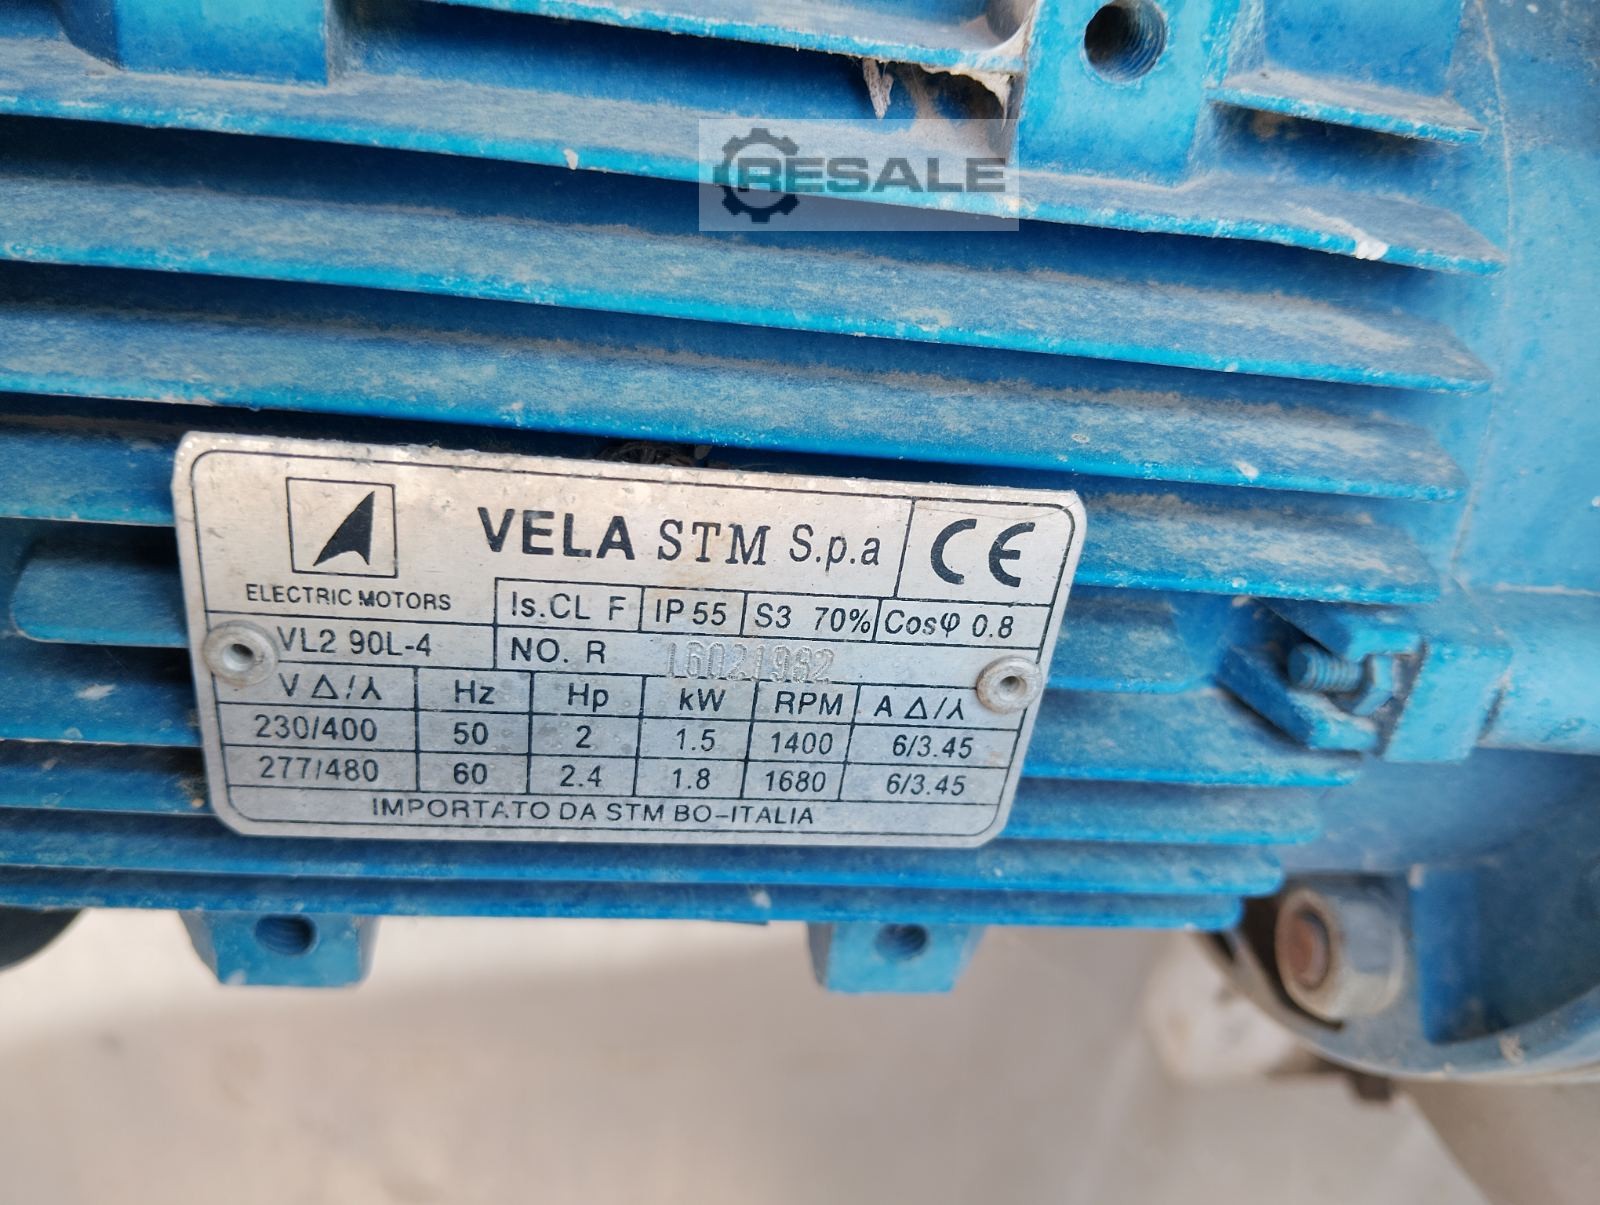 RESALE
VELA STM S.p.a CE
ELECTRIC MOTORS
Is.CL F IP 55 S3 70% Cosφ 0.8
VL2 90L-4 NO. R 16021982
V Δ/⅄ Hz Hp kW RPM A Δ/⅄
230/400 50 2 1.5 1400 6/3.45
277/480 60 2.4 1.8 1680 6/3.45
IMPORTATO DA STM BO-ITALIA